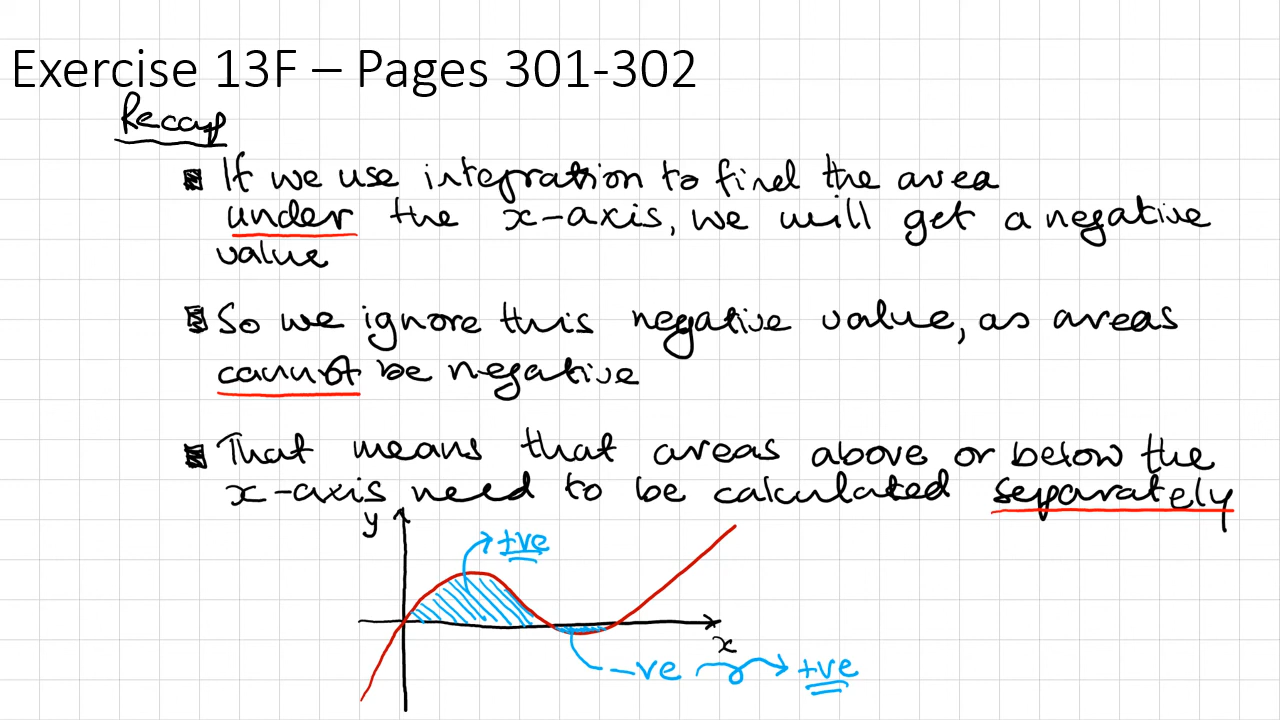 Exercise 13F – Pages 301-302
Recap
If we use integration to find the area
under the x-axis, we will get a negative
value
So we ignore this negative value, as areas
cannot be negative
That means that areas above or below the
x-axis need to be calculated separately
y
+ve
x
-ve
+ve